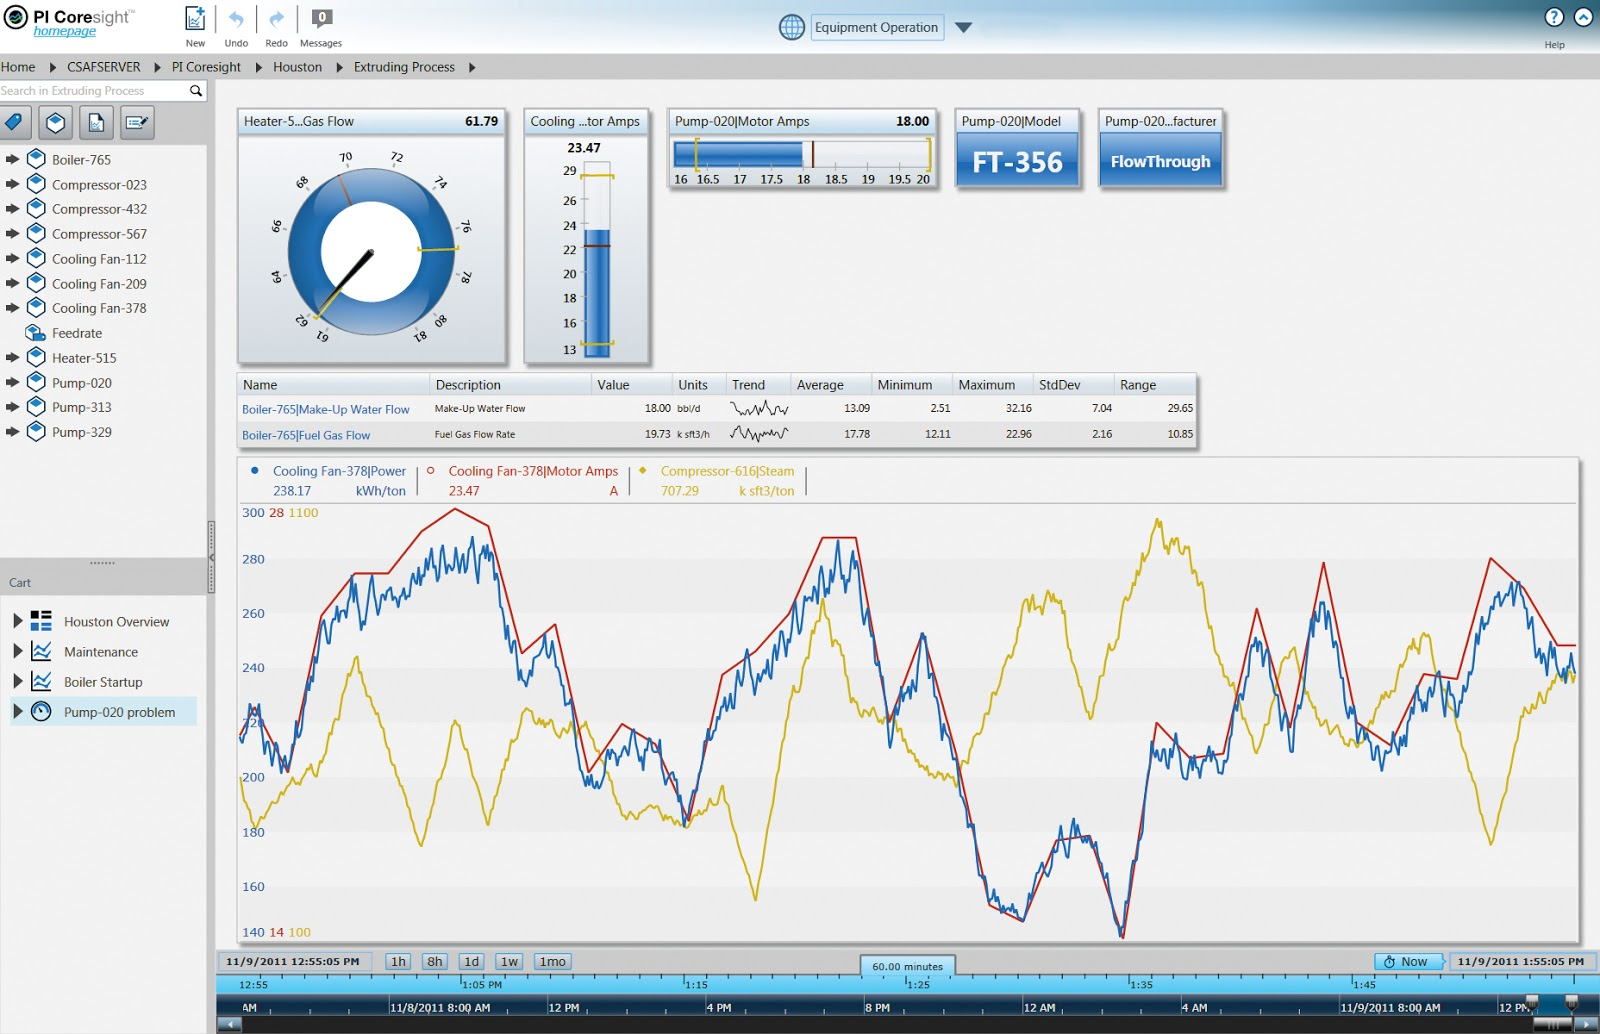 PI Coresight™
homepage
New
Undo
Redo
0
Messages
Equipment Operation
?
Help
Home CSAFSERVER PI Coresight Houston Extruding Process
Search in Extruding Process
Boiler-765
Compressor-023
Compressor-432
Compressor-567
Cooling Fan-112
Cooling Fan-209
Cooling Fan-378
Feedrate
Heater-515
Pump-020
Pump-313
Pump-329
Cart
Houston Overview
Maintenance
Boiler Startup
Pump-020 problem
Heater-5...Gas Flow 61.79
61 62 64 66 68 70 72 74 76 78 80 81
Cooling ...tor Amps
23.47
29
26
24
22
20
18
16
13
Pump-020|Motor Amps 18.00
16 16.5 17 17.5 18 18.5 19 19.5 20
Pump-020|Model
FT-356
Pump-020...facturer
FlowThrough
Name Description Value Units Trend Average Minimum Maximum StdDev Range
Boiler-765|Make-Up Water Flow Make-Up Water Flow 18.00 bbl/d 13.09 2.51 32.16 7.04 29.65
Boiler-765|Fuel Gas Flow Fuel Gas Flow Rate 19.73 k sft3/h 17.78 12.11 22.96 2.16 10.85
Cooling Fan-378|Power Cooling Fan-378|Motor Amps Compressor-616|Steam
238.17 kWh/ton 23.47 A 707.29 k sft3/ton
300 28 1100
280
260
240
220
200
180
160
140 14 100
11/9/2011 12:55:05 PM 1h 8h 1d 1w 1mo 60.00 minutes Now 11/9/2011 1:55:05 PM
12:55 1:05 PM 1:15 1:25 1:35 1:45
AM 11/8/2011 8:00 AM 12 PM 4 PM 8 PM 12 AM 4 AM 11/9/2011 8:00 AM 12 PM